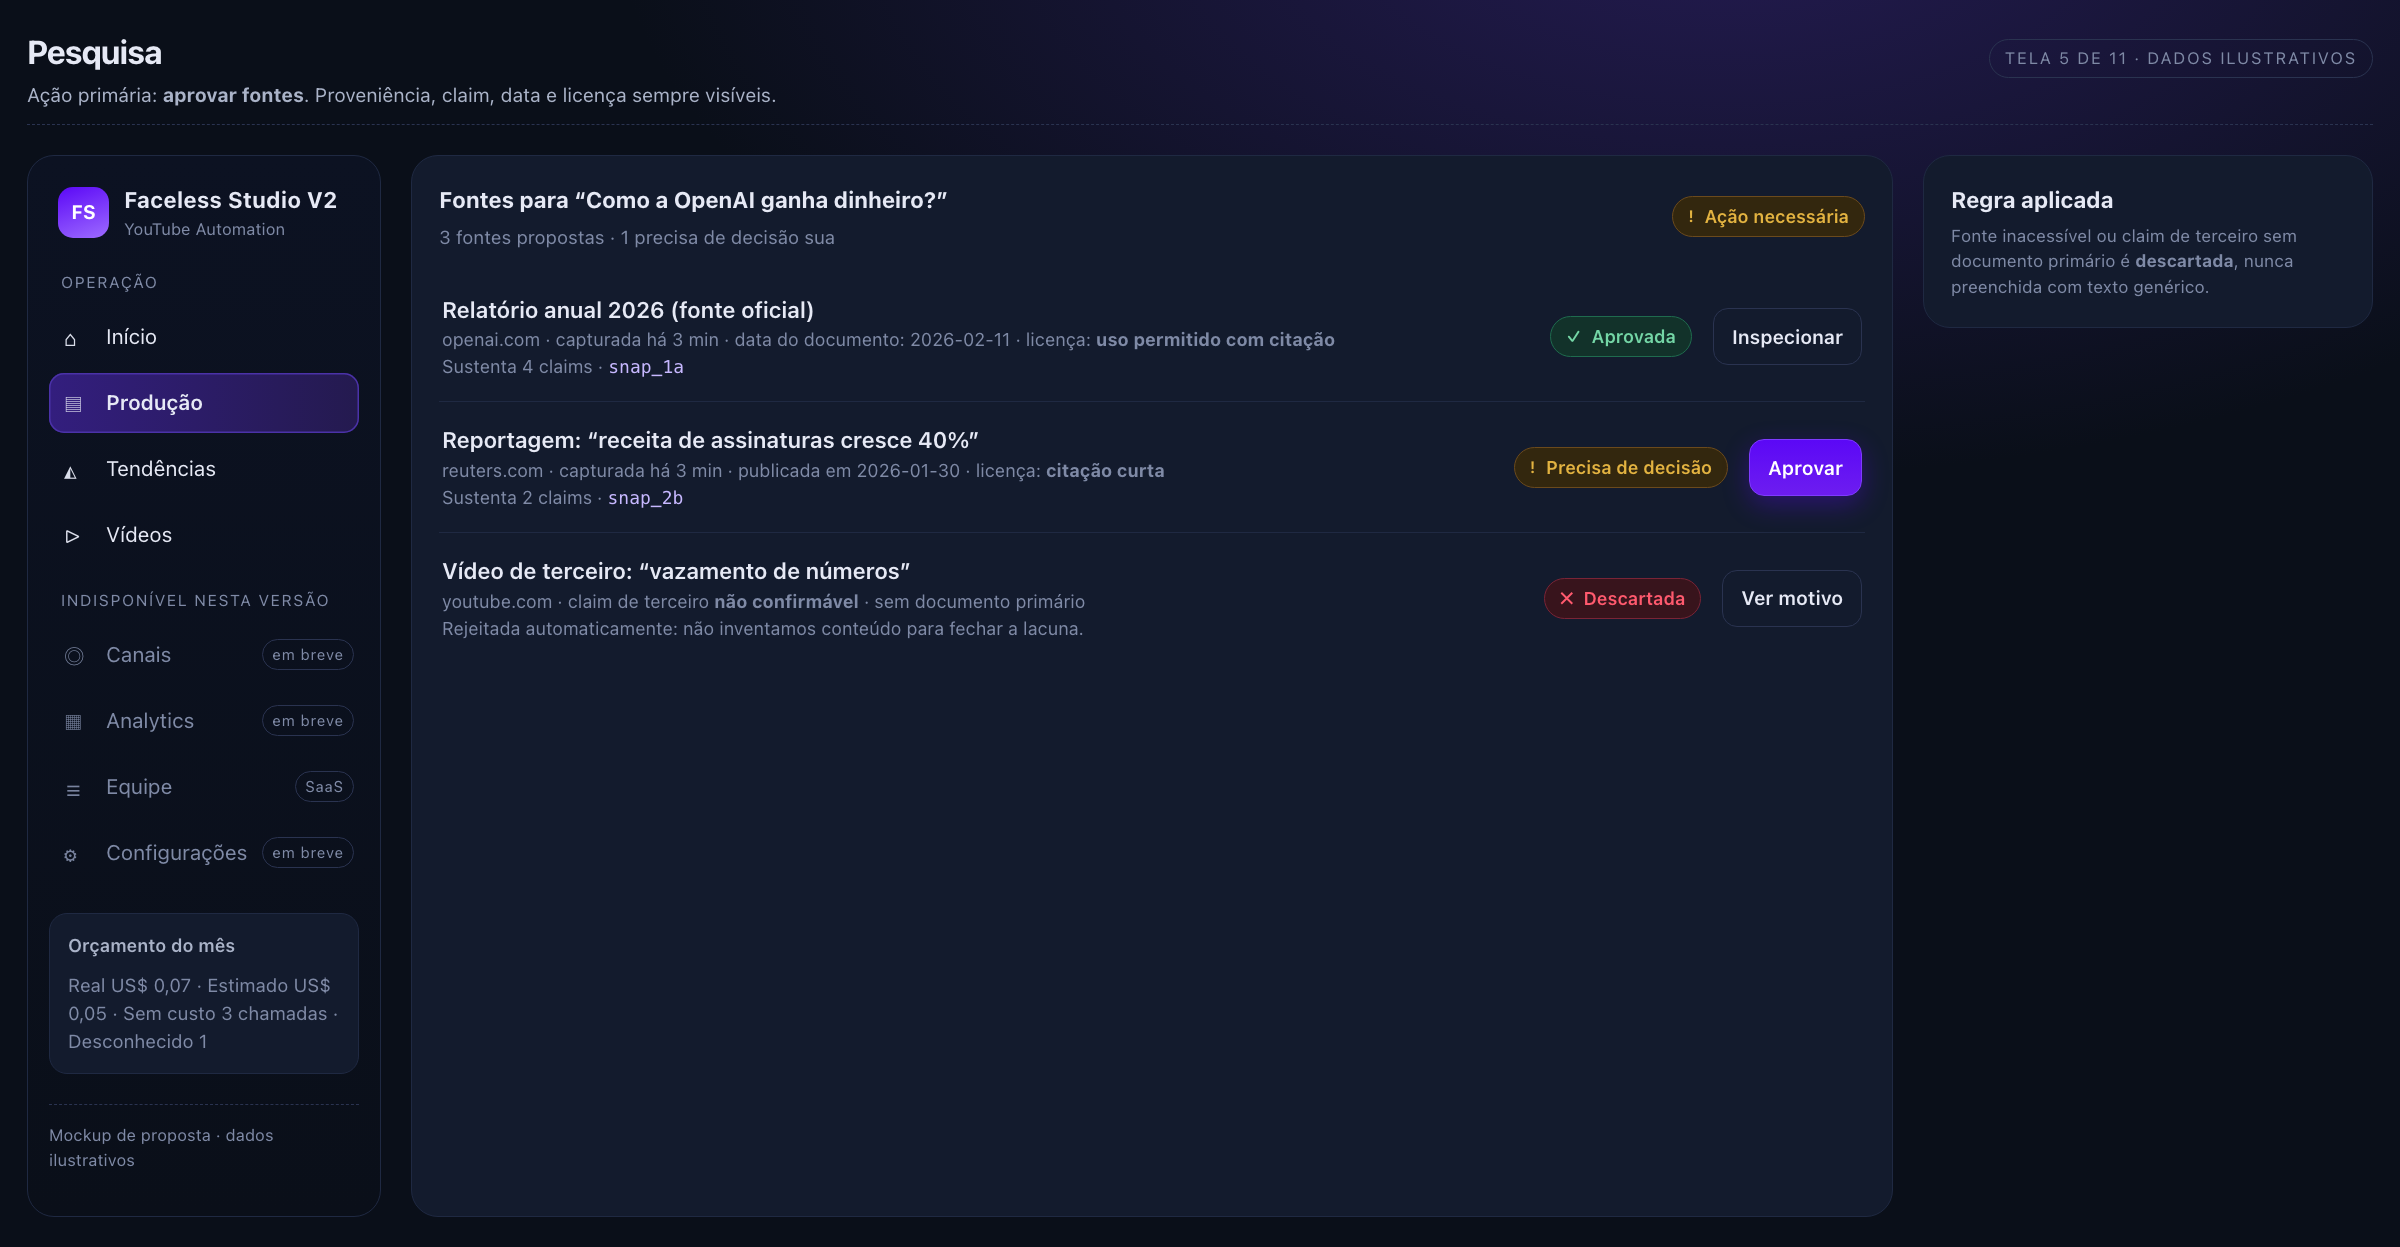 Pesquisa
Ação primária: aprovar fontes. Proveniência, claim, data e licença sempre visíveis.
TELA 5 DE 11 · DADOS ILUSTRATIVOS
FS
Faceless Studio V2
YouTube Automation
OPERAÇÃO
Início
Produção
Tendências
Vídeos
INDISPONÍVEL NESTA VERSÃO
Canais
em breve
Analytics
em breve
Equipe
SaaS
Configurações
em breve
Orçamento do mês
Real US$ 0,07 · Estimado US$
0,05 · Sem custo 3 chamadas ·
Desconhecido 1
Mockup de proposta · dados
ilustrativos
Fontes para “Como a OpenAI ganha dinheiro?”
3 fontes propostas · 1 precisa de decisão sua
! Ação necessária
Relatório anual 2026 (fonte oficial)
openai.com · capturada há 3 min · data do documento: 2026-02-11 · licença: uso permitido com citação
Sustenta 4 claims · snap_1a
✓ Aprovada
Inspecionar
Reportagem: “receita de assinaturas cresce 40%”
reuters.com · capturada há 3 min · publicada em 2026-01-30 · licença: citação curta
Sustenta 2 claims · snap_2b
! Precisa de decisão
Aprovar
Vídeo de terceiro: “vazamento de números”
youtube.com · claim de terceiro não confirmável · sem documento primário
Rejeitada automaticamente: não inventamos conteúdo para fechar a lacuna.
✕ Descartada
Ver motivo
Regra aplicada
Fonte inacessível ou claim de terceiro sem
documento primário é descartada, nunca
preenchida com texto genérico.